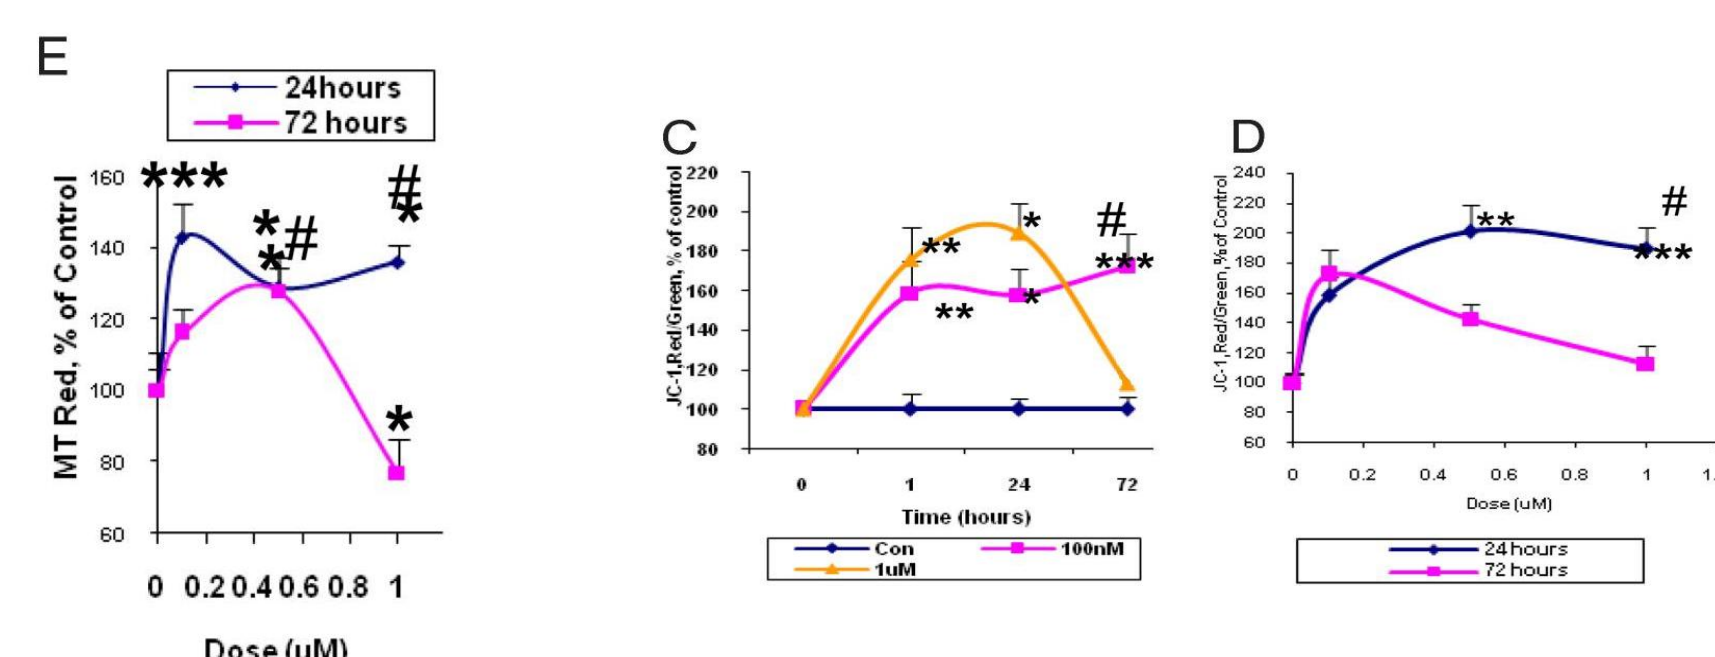 E
24hours
72 hours
MT Red, % of Control
160
140
120
100
80
60
***
*
*
#
#
*
*
0 0.2 0.4 0.6 0.8 1
Dose (uM)
C
JC-1,Red/Green, % of control
220
200
180
160
140
120
100
80
**
*
#
***
**
*
0 1 24 72
Time (hours)
Con
100nM
1uM
D
JC-1,Red/Green,%of Control
240
220
200
180
160
140
120
100
80
60
**
#
***
0 0.2 0.4 0.6 0.8 1 1.
Dose (uM)
24 hours
72 hours